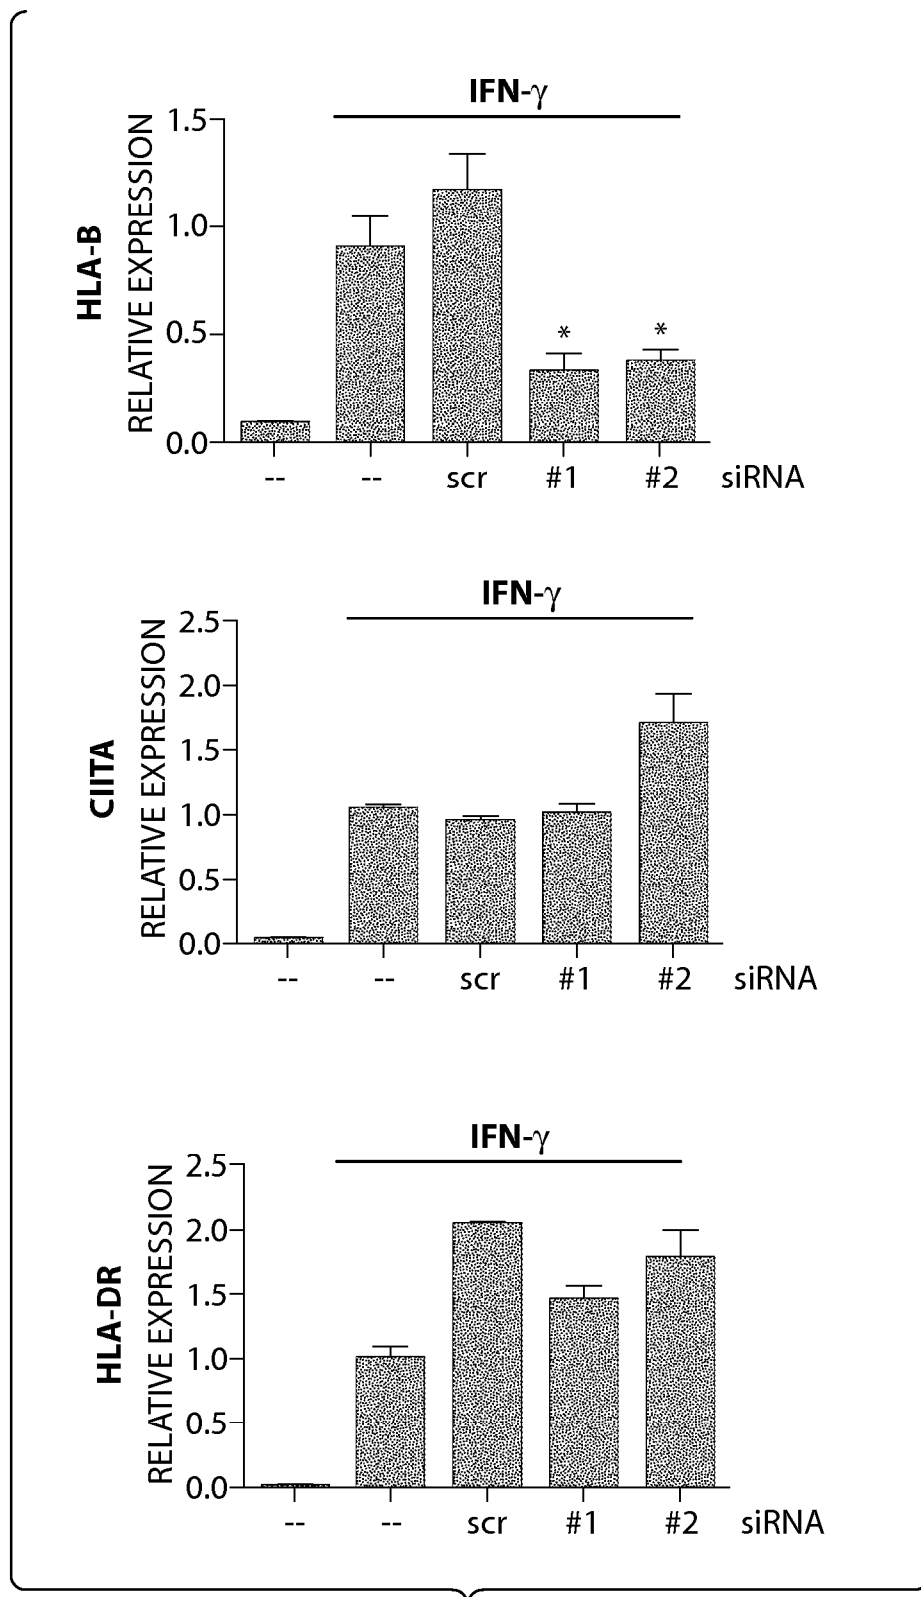 IFN-γ
HLA-B
RELATIVE EXPRESSION
1.5
1.0
0.5
0.0
* *
-- -- scr #1 #2 siRNA
IFN-γ
CIITA
RELATIVE EXPRESSION
2.5
2.0
1.5
1.0
0.5
0.0
-- -- scr #1 #2 siRNA
IFN-γ
HLA-DR
RELATIVE EXPRESSION
2.5
2.0
1.5
1.0
0.5
0.0
-- -- scr #1 #2 siRNA